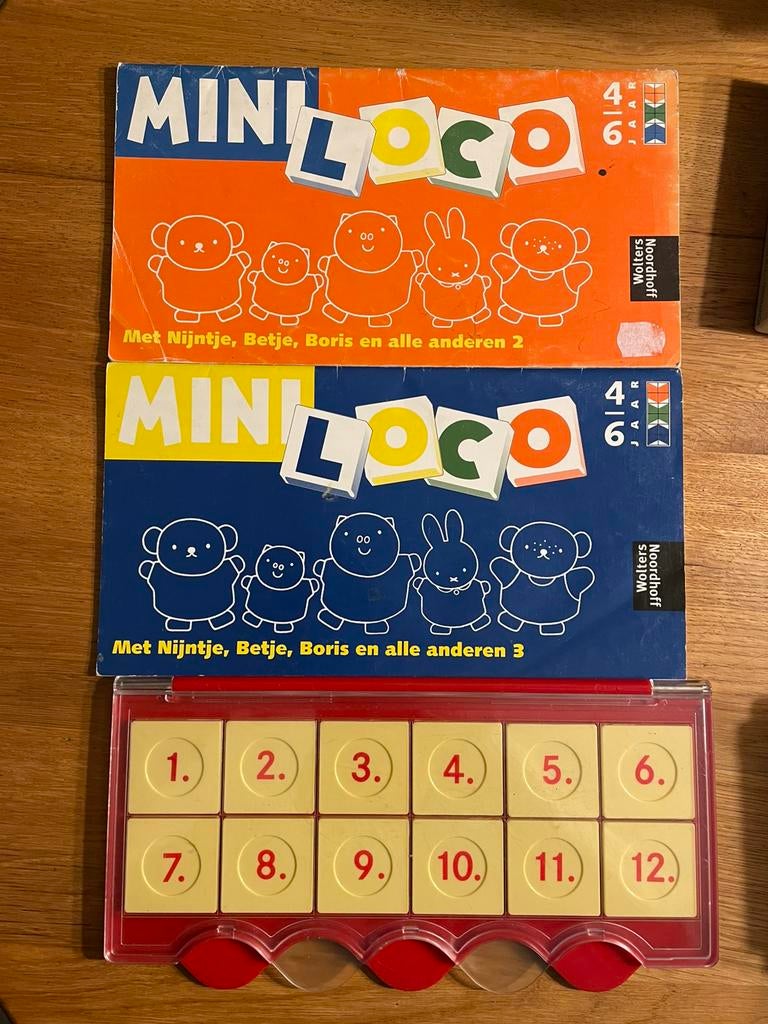 MINI LOCO
4
6
JAAR
Wolters
Noordhoff
Met Nijntje, Betje, Boris en alle anderen 2
MINI LOCO
4
6
JAAR
Wolters
Noordhoff
Met Nijntje, Betje, Boris en alle anderen 3
1. 2. 3. 4. 5. 6.
7. 8. 9. 10. 11. 12.